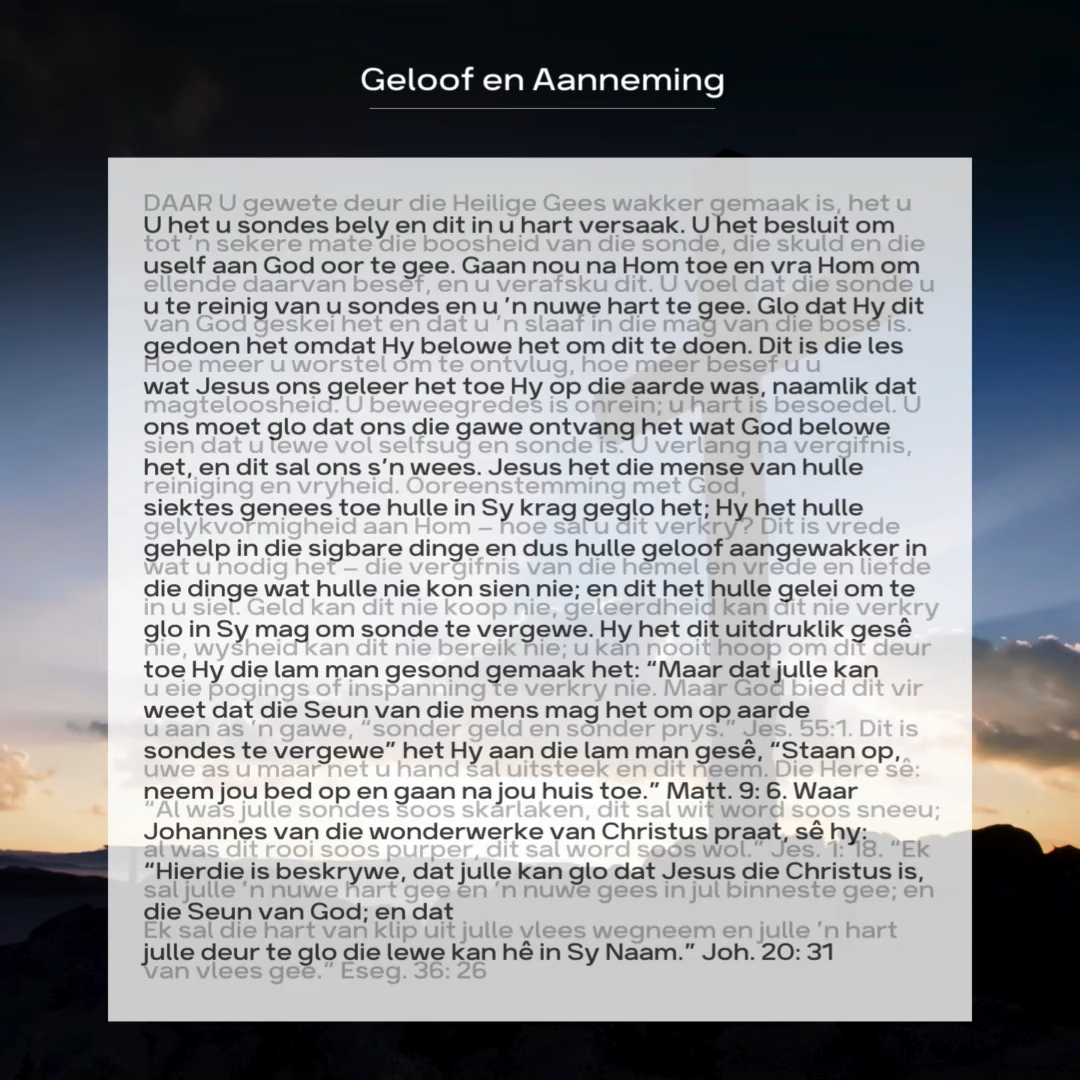 Geloof en Aanneming
DAAR U gewete deur die Heilige Gees wakker gemaak is, het u
U het u sondes bely en dit in u hart versaak. U het besluit om
tot 'n sekere mate die boosheid van die sonde, die skuld en die
uself aan God oor te gee. Gaan nou na Hom toe en vra Hom om
ellende daarvan besef, en u verafsku dit. U voel dat die sonde u
u te reinig van u sondes en u 'n nuwe hart te gee. Glo dat Hy dit
van God geskei het en dat u 'n slaaf in die mag van die bose is.
gedoen het omdat Hy belowe het om dit te doen. Dit is die les
Hoe meer u worstel om te ontvlug, hoe meer besef u u
wat Jesus ons geleer het toe Hy op die aarde was, naamlik dat
magteloosheid. U beweegredes is onrein; u hart is besoedel. U
ons moet glo dat ons die gawe ontvang het wat God belowe
sien dat u lewe vol selfsug en sonde is. U verlang na vergifnis,
het, en dit sal ons s'n wees. Jesus het die mense van hulle
reiniging en vryheid. Ooreenstemming met God,
siektes genees toe hulle in Sy krag geglo het; Hy het hulle
gelykvormigheid aan Hom – hoe sal u dit verkry? Dit is vrede
gehelp in die sigbare dinge en dus hulle geloof aangewakker in
wat u nodig het – die vergifnis van die hemel en vrede en liefde
die dinge wat hulle nie kon sien nie; en dit het hulle gelei om te
in u siel. Geld kan dit nie koop nie, geleerdheid kan dit nie verkry
glo in Sy mag om sonde te vergewe. Hy het dit uitdruklik gesê
nie, wysheid kan dit nie bereik nie; u kan nooit hoop om dit deur
toe Hy die lam man gesond gemaak het: “Maar dat julle kan
u eie pogings of inspanning te verkry nie. Maar God bied dit vir
weet dat die Seun van die mens mag het om op aarde
u aan as 'n gawe, “sonder geld en sonder prys.” Jes. 55:1. Dit is
sondes te vergewe” het Hy aan die lam man gesê, “Staan op,
uwe as u maar net u hand sal uitsteek en dit neem. Die Here sê:
neem jou bed op en gaan na jou huis toe.” Matt. 9: 6. Waar
“Al was julle sondes soos skarlaken, dit sal wit word soos sneeu;
Johannes van die wonderwerke van Christus praat, sê hy:
al was dit rooi soos purper, dit sal word soos wol.” Jes. 1: 18. “Ek
“Hierdie is beskrywe, dat julle kan glo dat Jesus die Christus is,
sal julle 'n nuwe hart gee en 'n nuwe gees in jul binneste gee; en
die Seun van God; en dat
Ek sal die hart van klip uit julle vlees wegneem en julle 'n hart
julle deur te glo die lewe kan hê in Sy Naam.” Joh. 20: 31
van vlees gee.” Eseg. 36: 26